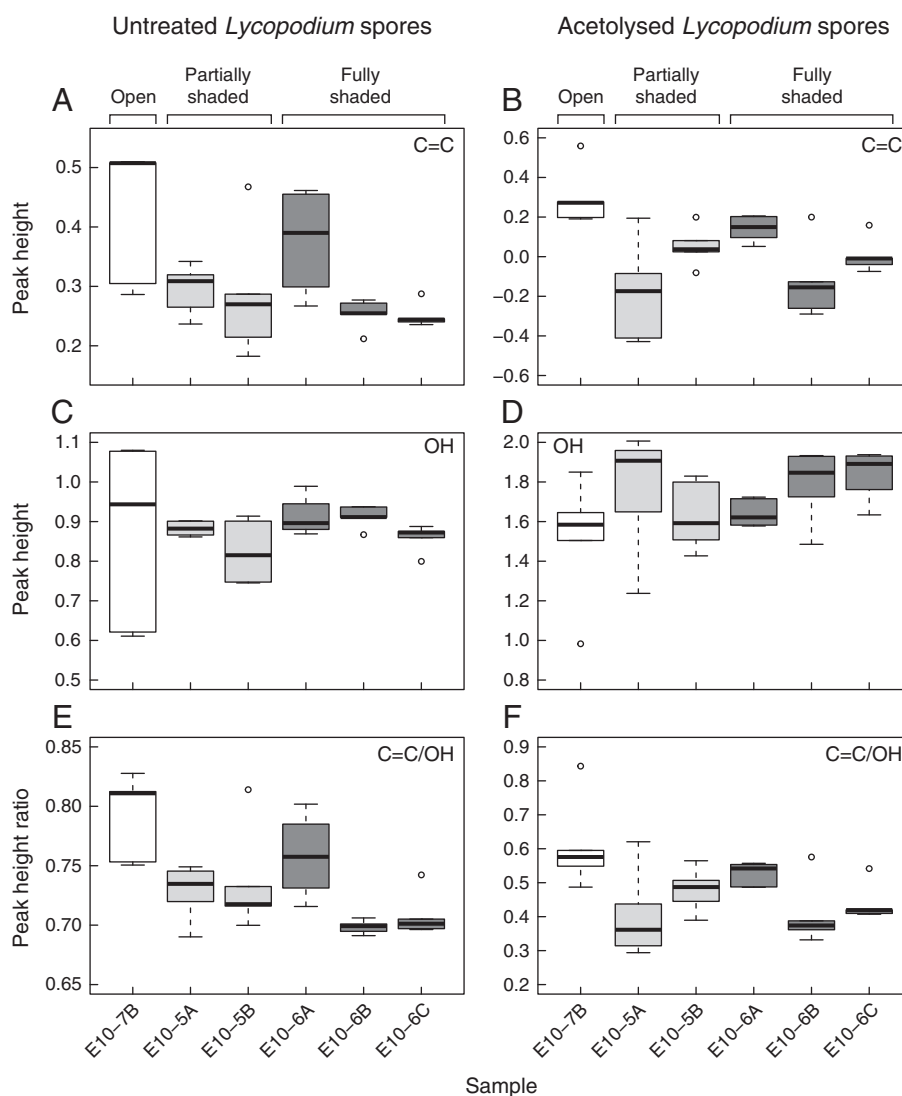 Untreated Lycopodium spores
Acetolysed Lycopodium spores
A
Open
Partially
shaded
Fully
shaded
B
Open
Partially
shaded
Fully
shaded
C=C
0.5
0.4
0.3
0.2
Peak height
C=C
0.6
0.4
0.2
0.0
−0.2
−0.4
−0.6
C
OH
1.1
1.0
0.9
0.8
0.7
0.6
0.5
Peak height
D
OH
2.0
1.8
1.6
1.4
1.2
1.0
0.8
E
C=C/OH
0.85
0.80
0.75
0.70
0.65
Peak height ratio
F
C=C/OH
0.9
0.8
0.7
0.6
0.5
0.4
0.3
0.2
E10−7B
E10−5A
E10−5B
E10−6A
E10−6B
E10−6C
E10−7B
E10−5A
E10−5B
E10−6A
E10−6B
E10−6C
Sample